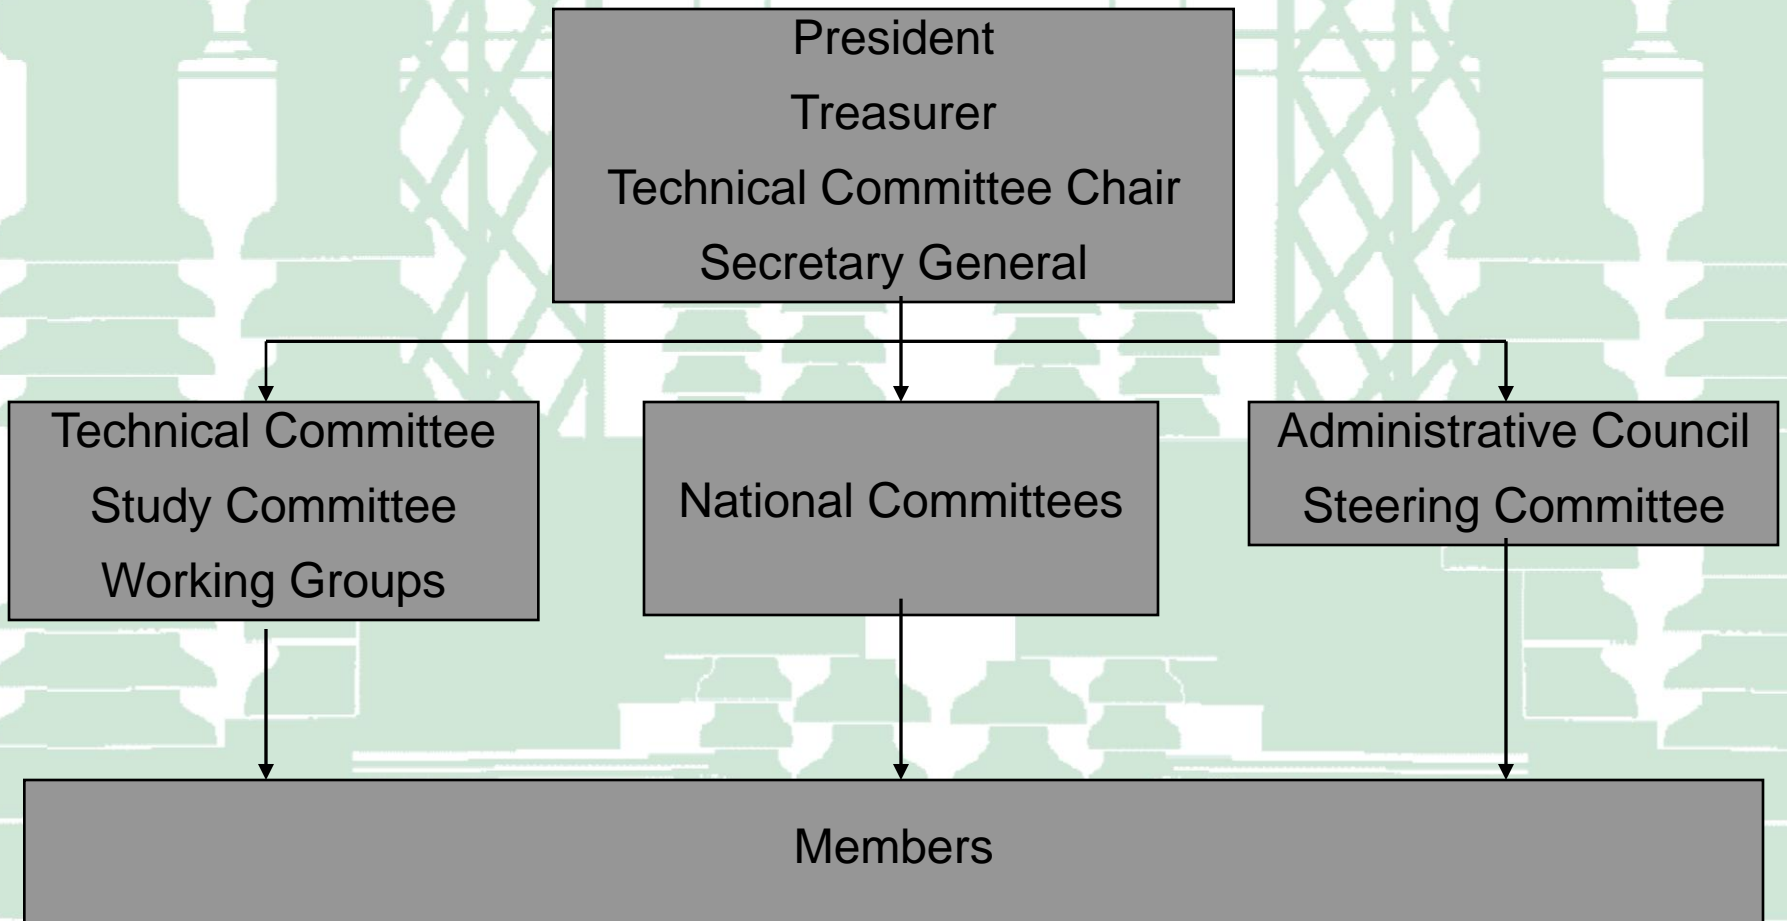 President
Treasurer
Technical Committee Chair
Secretary General
Technical Committee
Study Committee
Working Groups
National Committees
Administrative Council
Steering Committee
Members